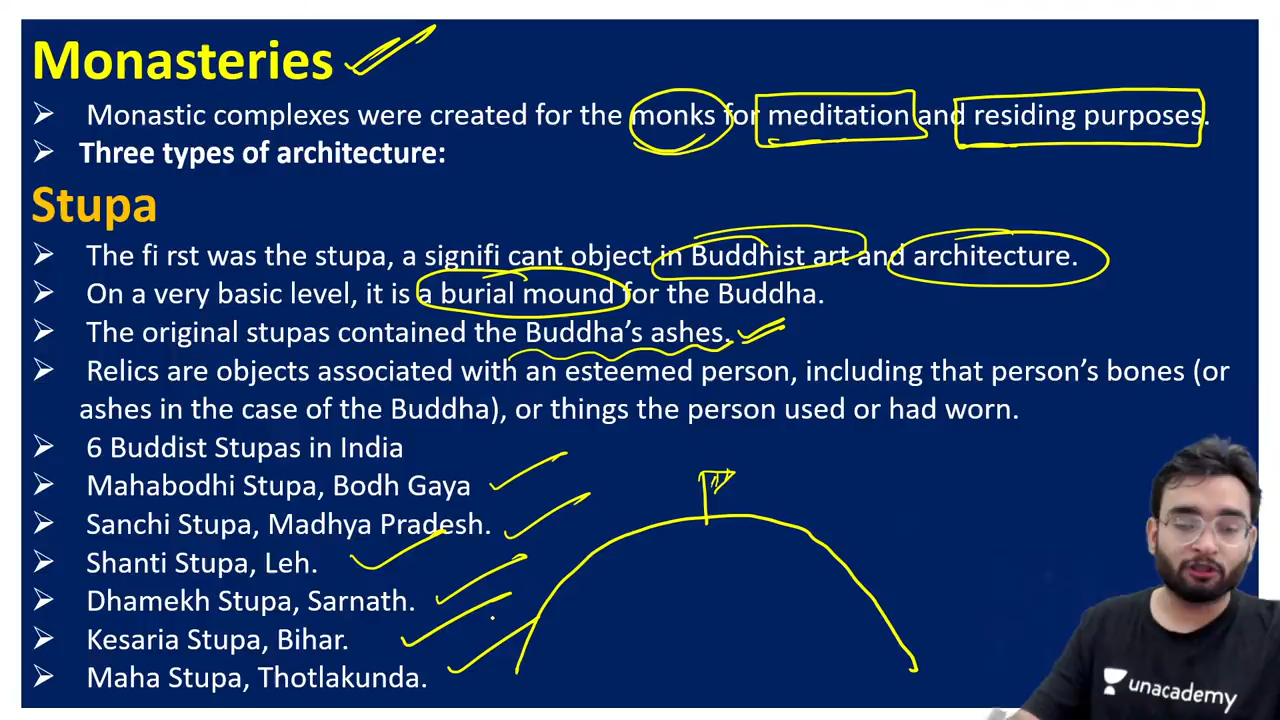 Monasteries
Monastic complexes were created for the monks for meditation and residing purposes.
Three types of architecture:
Stupa
The fi rst was the stupa, a signifi cant object in Buddhist art and architecture.
On a very basic level, it is a burial mound for the Buddha.
The original stupas contained the Buddha's ashes.
Relics are objects associated with an esteemed person, including that person's bones (or
ashes in the case of the Buddha), or things the person used or had worn.
6 Buddist Stupas in India
Mahabodhi Stupa, Bodh Gaya
Sanchi Stupa, Madhya Pradesh.
Shanti Stupa, Leh.
Dhamekh Stupa, Sarnath.
Kesaria Stupa, Bihar.
Maha Stupa, Thotlakunda.
unacademy